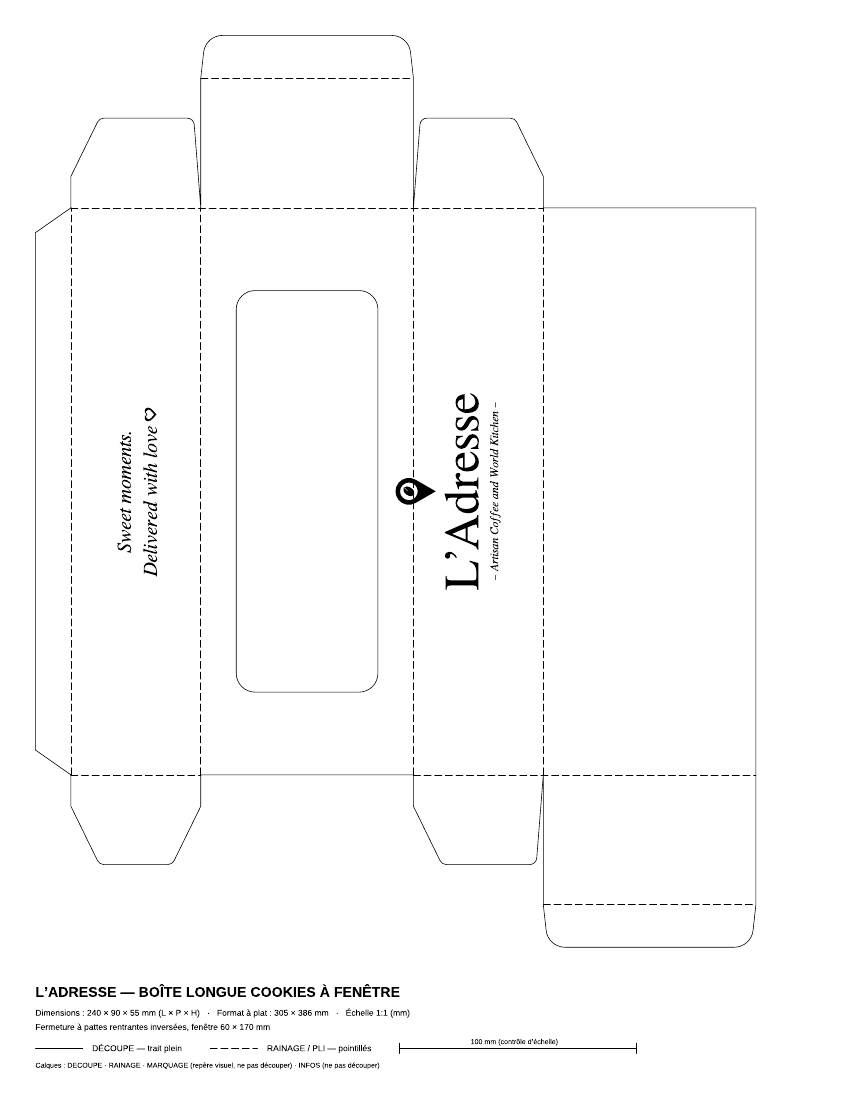 Sweet moments.
Delivered with love ♡
L’Adresse
– Artisan Coffee and World Kitchen –
L’ADRESSE — BOÎTE LONGUE COOKIES À FENÊTRE
Dimensions : 240 × 90 × 55 mm (L × P × H) · Format à plat : 305 × 386 mm · Échelle 1:1 (mm)
Fermeture à pattes rentrantes inversées, fenêtre 60 × 170 mm
DÉCOUPE — trait plein RAINAGE / PLI — pointillés 100 mm (contrôle d'échelle)
Calques : DECOUPE · RAINAGE · MARQUAGE (repère visuel, ne pas découper) · INFOS (ne pas découper)